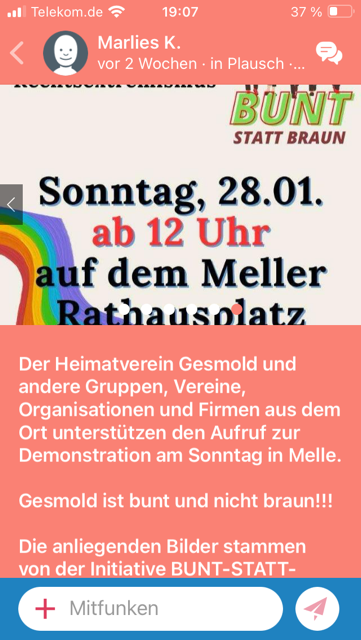 Telekom.de
19:07
37 %
Marlies K.
vor 2 Wochen · in Plausch ·...
Rechtsextremismus
BUNT
STATT BRAUN
Sonntag, 28.01.
ab 12 Uhr
auf dem Meller
Rathausplatz
Der Heimatverein Gesmold und
andere Gruppen, Vereine,
Organisationen und Firmen aus dem
Ort unterstützen den Aufruf zur
Demonstration am Sonntag in Melle.
Gesmold ist bunt und nicht braun!!!
Die anliegenden Bilder stammen
von der Initiative BUNT-STATT-
Mitfunken